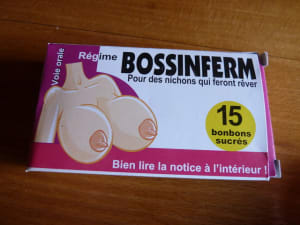 Voie orale
Régime
BOSSINFERM
Pour des nichons qui feront rêver
15
bonbons
sucrés
Bien lire la notice à l'intérieur !